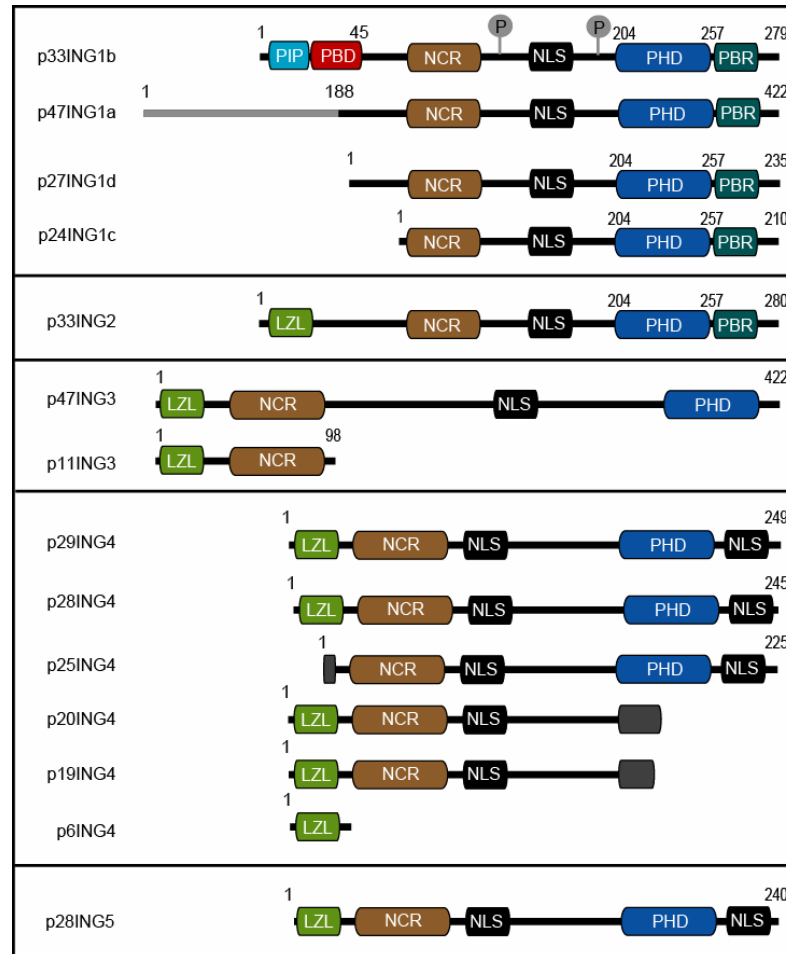 1 45 P P 204 257 279
p33ING1b PIP PBD NCR NLS PHD PBR
1 188 422
p47ING1a NCR NLS PHD PBR
1 204 257 235
p27ING1d NCR NLS PHD PBR
1 204 257 210
p24ING1c NCR NLS PHD PBR
1 204 257 280
p33ING2 LZL NCR NLS PHD PBR
1 422
p47ING3 LZL NCR NLS PHD
1 98
p11ING3 LZL NCR
1 249
p29ING4 LZL NCR NLS PHD NLS
1 245
p28ING4 LZL NCR NLS PHD NLS
1 225
p25ING4 NCR NLS PHD NLS
1
p20ING4 LZL NCR NLS
1
p19ING4 LZL NCR NLS
1
p6ING4 LZL
1 240
p28ING5 LZL NCR NLS PHD NLS